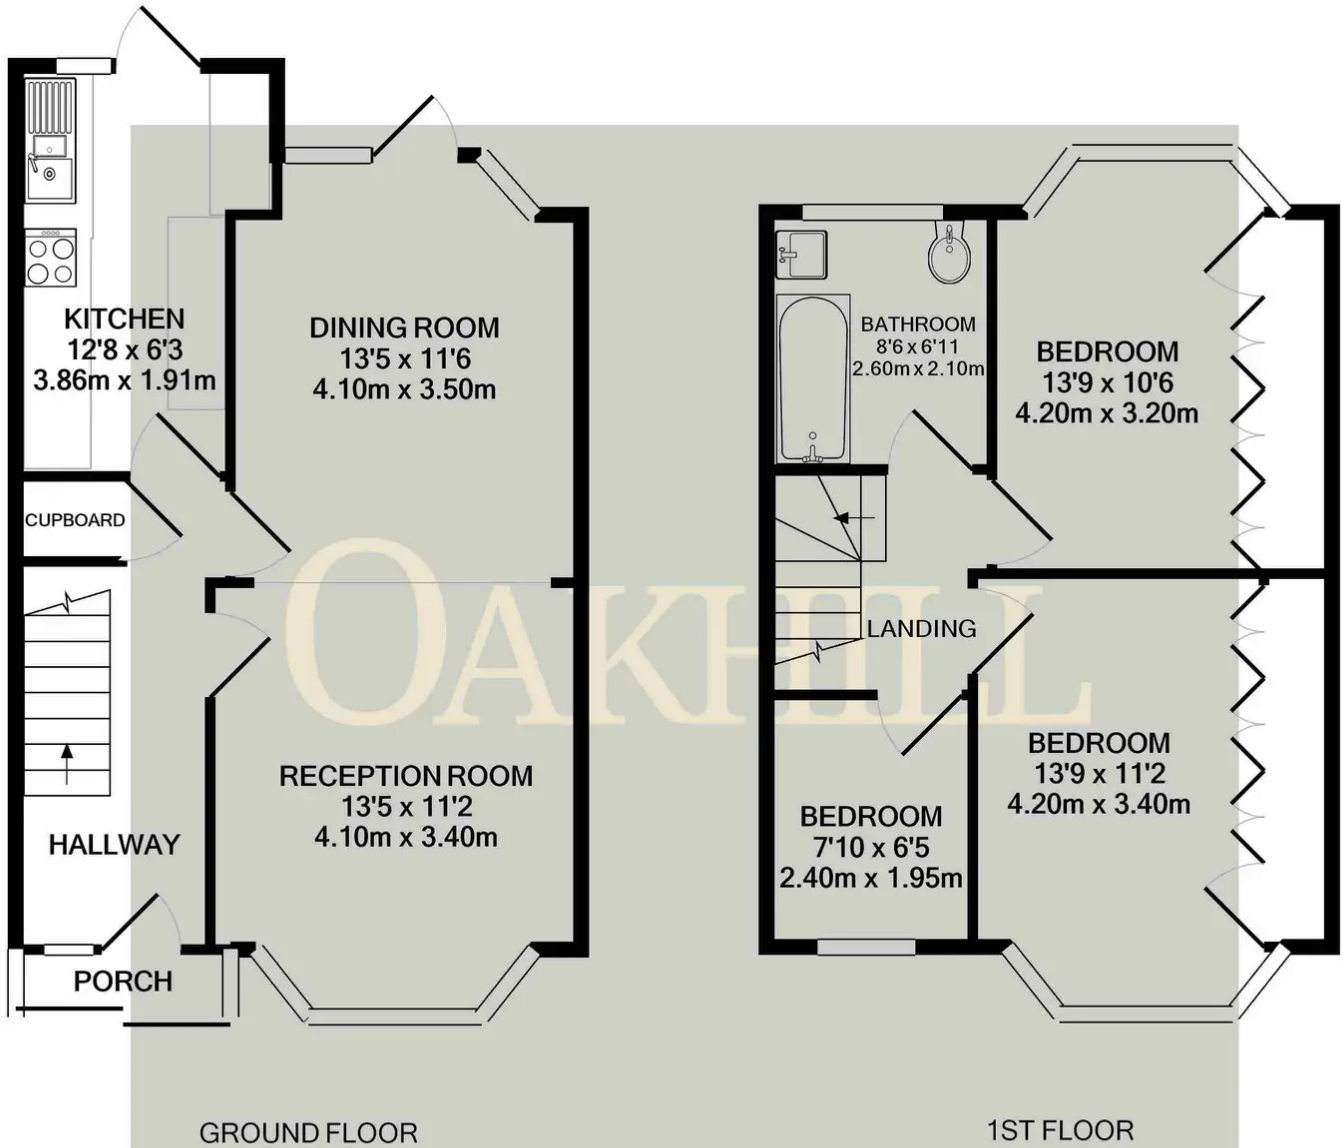 KITCHEN
12'8 x 6'3
3.86m x 1.91m
DINING ROOM
13'5 x 11'6
4.10m x 3.50m
CUPBOARD
OAKHILL
RECEPTION ROOM
13'5 x 11'2
4.10m x 3.40m
HALLWAY
PORCH
GROUND FLOOR
BATHROOM
8'6 x 6'11
2.60m x 2.10m
BEDROOM
13'9 x 10'6
4.20m x 3.20m
LANDING
BEDROOM
13'9 x 11'2
4.20m x 3.40m
BEDROOM
7'10 x 6'5
2.40m x 1.95m
1ST FLOOR